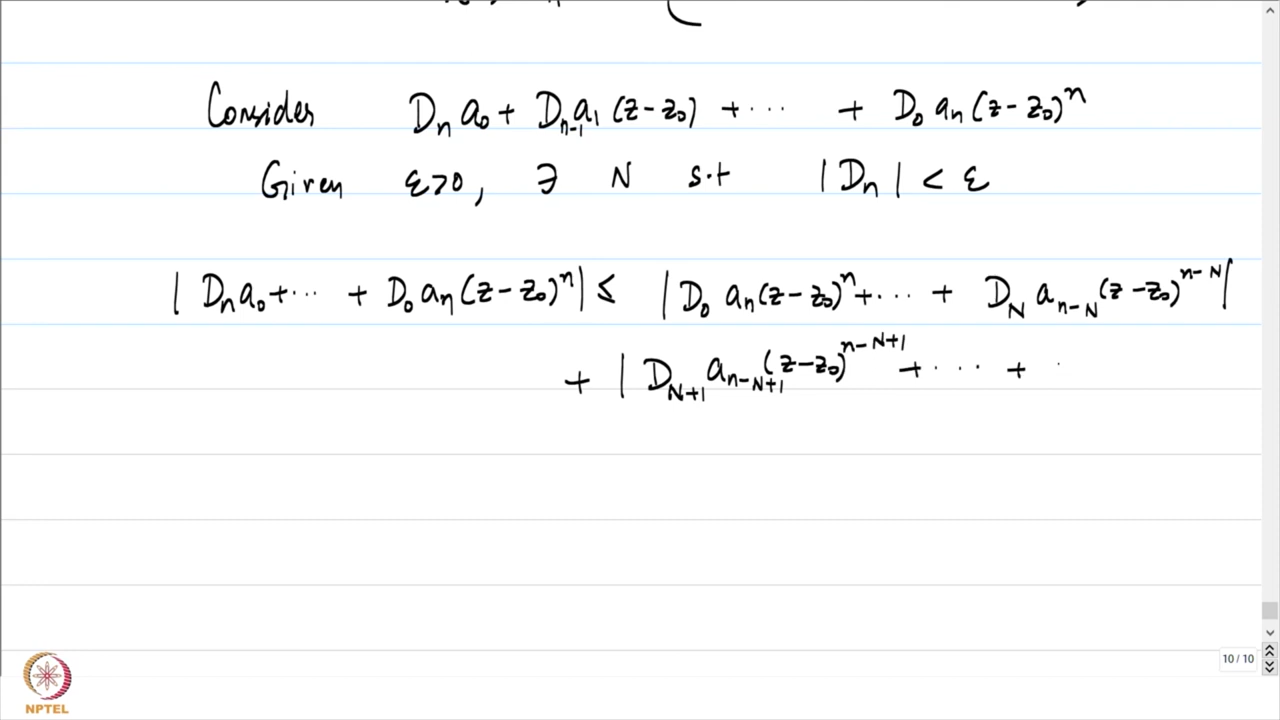 Consider D_n a_0 + D_{n-1} a_1 (z - z_0) + ··· + D_0 a_n (z - z_0)^n
Given ε>0, ∃ N s.t |D_n| < ε
|D_n a_0 + ··· + D_0 a_n (z - z_0)^n| ≤ |D_0 a_n (z - z_0)^n + ··· + D_N a_{n-N} (z - z_0)^{n-N}|
+ |D_{N+1} a_{n-N+1} (z - z_0)^{n-N+1} + ··· + ··
10 / 10
NPTEL